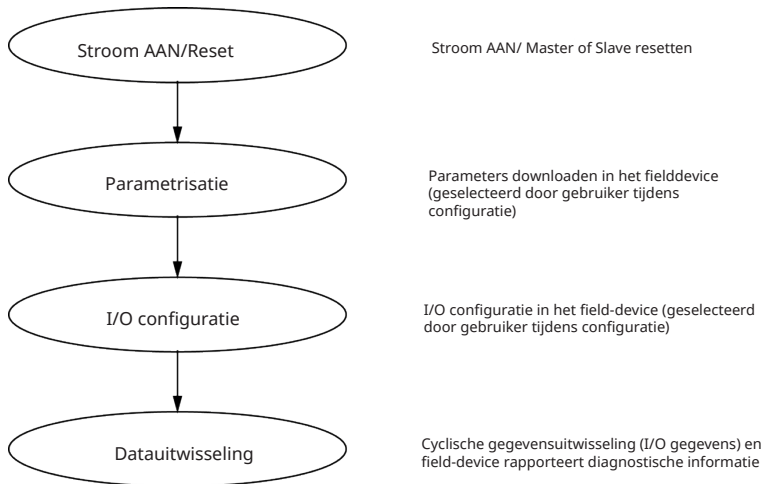 Stroom AAN/Reset
Stroom AAN/ Master of Slave resetten
Parametrisatie
Parameters downloaden in het fielddevice
(geselecteerd door gebruiker tijdens
configuratie)
I/O configuratie
I/O configuratie in het field-device (geselecteerd
door gebruiker tijdens configuratie)
Datauitwisseling
Cyclische gegevensuitwisseling (I/O gegevens) en
field-device rapporteert diagnostische informatie